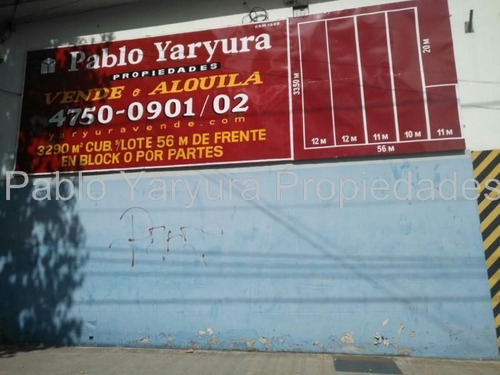 Pablo Yaryura
PROPIEDADES
VENDE ó ALQUILA
4750-0901/02
yaryuravende.com
3290 M² CUB. S/LOTE 56 M DE FRENTE
EN BLOCK O POR PARTES
33.50 M
20 M
12 M 12 M 11 M 10 M 11 M
56 M
Pablo Yaryura Propiedades